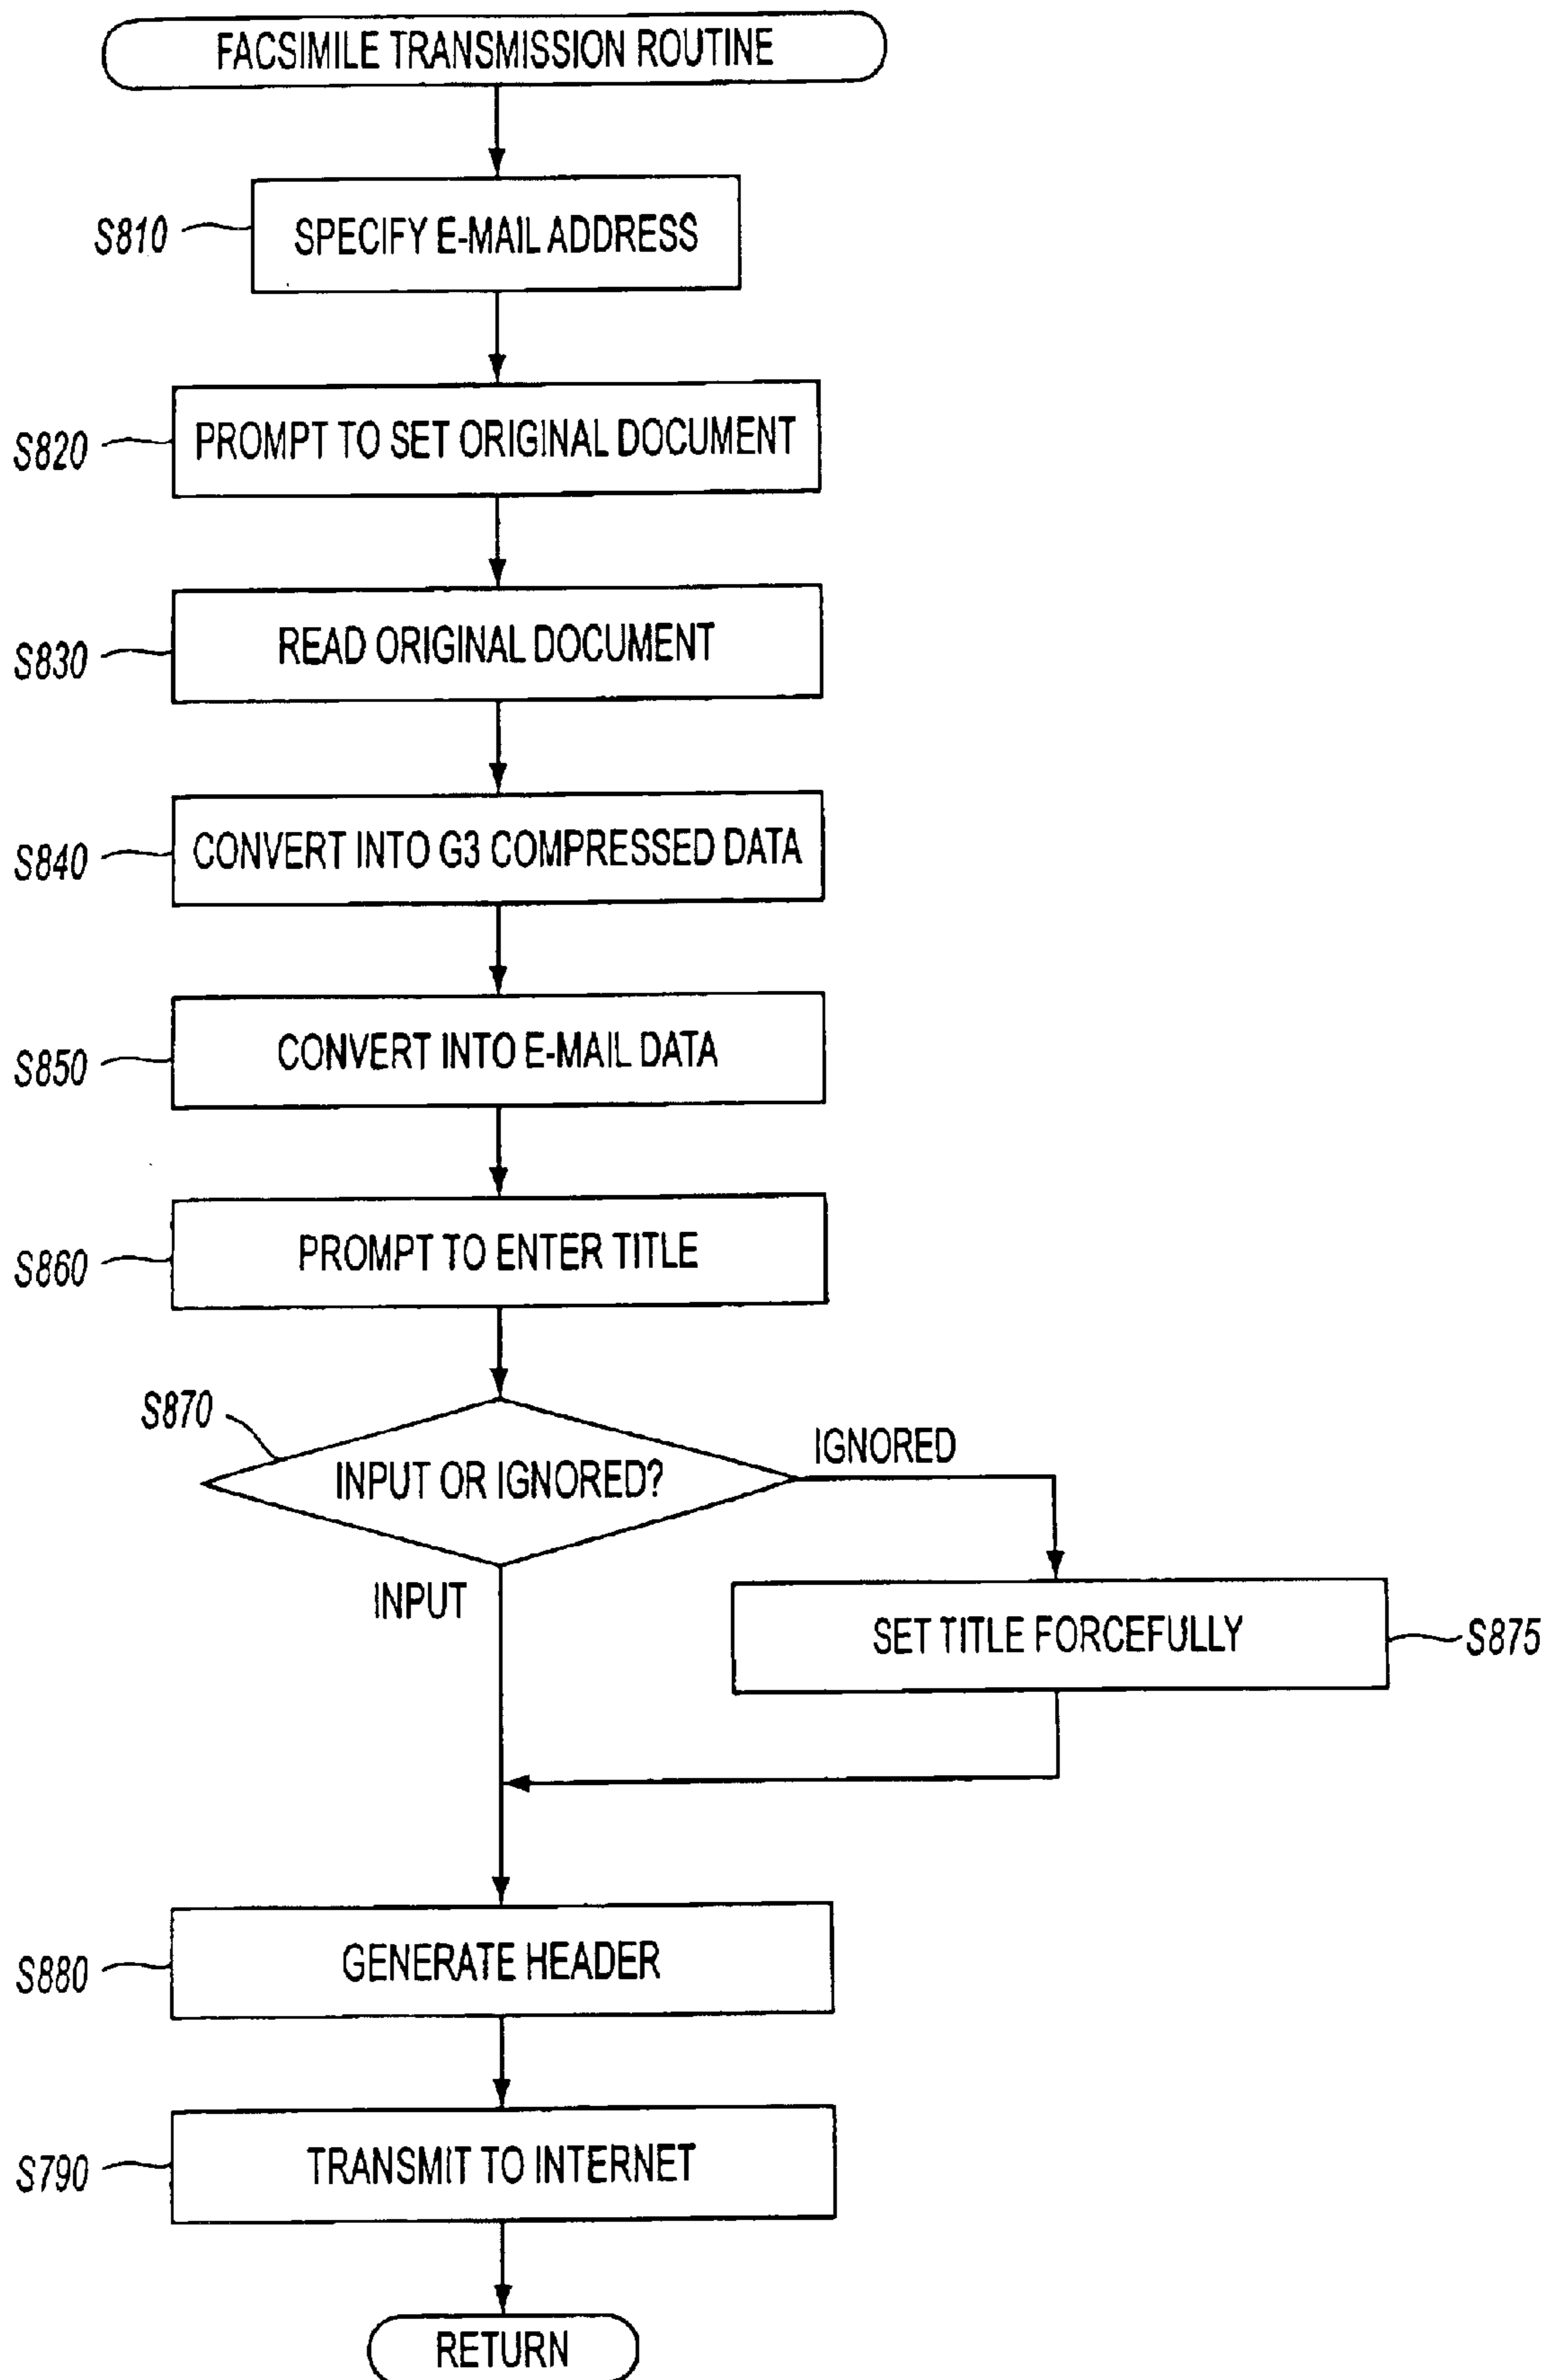 FACSIMILE TRANSMISSION ROUTINE
S810
SPECIFY E-MAIL ADDRESS
S820
PROMPT TO SET ORIGINAL DOCUMENT
S830
READ ORIGINAL DOCUMENT
S840
CONVERT INTO G3 COMPRESSED DATA
S850
CONVERT INTO E-MAIL DATA
S860
PROMPT TO ENTER TITLE
S870
INPUT OR IGNORED?
IGNORED
INPUT
SET TITLE FORCEFULLY
S875
S880
GENERATE HEADER
S790
TRANSMIT TO INTERNET
RETURN